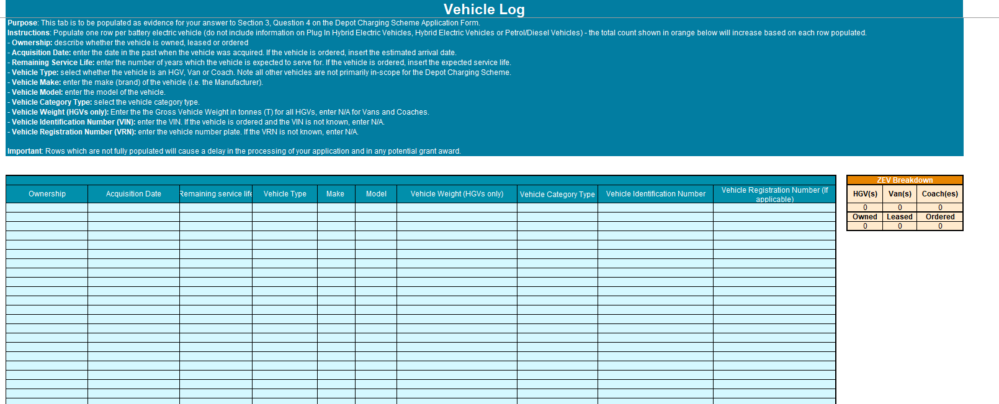 Vehicle Log
Purpose: This tab is to be populated as evidence for your answer to Section 3, Question 4 on the Depot Charging Scheme Application Form.
Instructions: Populate one row per battery electric vehicle (do not include information on Plug In Hybrid Electric Vehicles, Hybrid Electric Vehicles or Petrol/Diesel Vehicles) - the total count shown in orange below will increase based on each row populated.
- Ownership: describe whether the vehicle is owned, leased or ordered
- Acquisition Date: enter the date in the past when the vehicle was acquired. If the vehicle is ordered, insert the estimated arrival date.
- Remaining Service Life: enter the number of years which the vehicle is expected to serve for. If the vehicle is ordered, insert the expected service life.
- Vehicle Type: select whether the vehicle is an HGV, Van or Coach. Note all other vehicles are not primarily in-scope for the Depot Charging Scheme.
- Vehicle Make: enter the make (brand) of the vehicle (i.e. the Manufacturer).
- Vehicle Model: enter the model of the vehicle.
- Vehicle Category Type: select the vehicle category type.
- Vehicle Weight (HGVs only): Enter the the Gross Vehicle Weight in tonnes (T) for all HGVs, enter N/A for Vans and Coaches.
- Vehicle Identification Number (VIN): enter the VIN. If the vehicle is ordered and the VIN is not known, enter N/A.
- Vehicle Registration Number (VRN): enter the vehicle number plate. If the VRN is not known, enter N/A.
Important: Rows which are not fully populated will cause a delay in the processing of your application and in any potential grant award.
Ownership Acquisition Date Remaining service life Vehicle Type Make Model Vehicle Weight (HGVs only) Vehicle Category Type Vehicle Identification Number Vehicle Registration Number (If
applicable)
ZEV Breakdown
HGV(s) Van(s) Coach(es)
0 0 0
Owned Leased Ordered
0 0 0